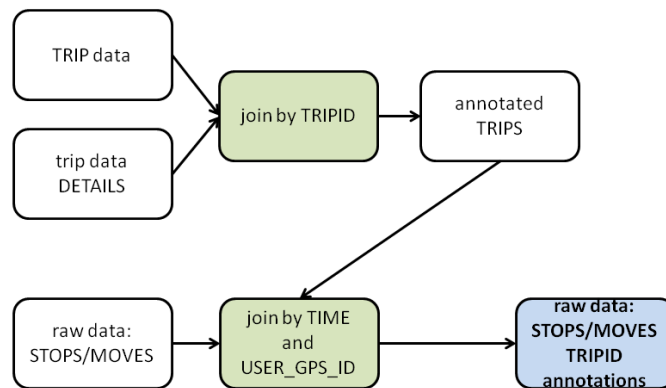 TRIP data
join by TRIPID
annotated
TRIPS
trip data
DETAILS
raw data:
STOPS/MOVES
join by TIME
and
USER_GPS_ID
raw data:
STOPS/MOVES
TRIPID
annotations